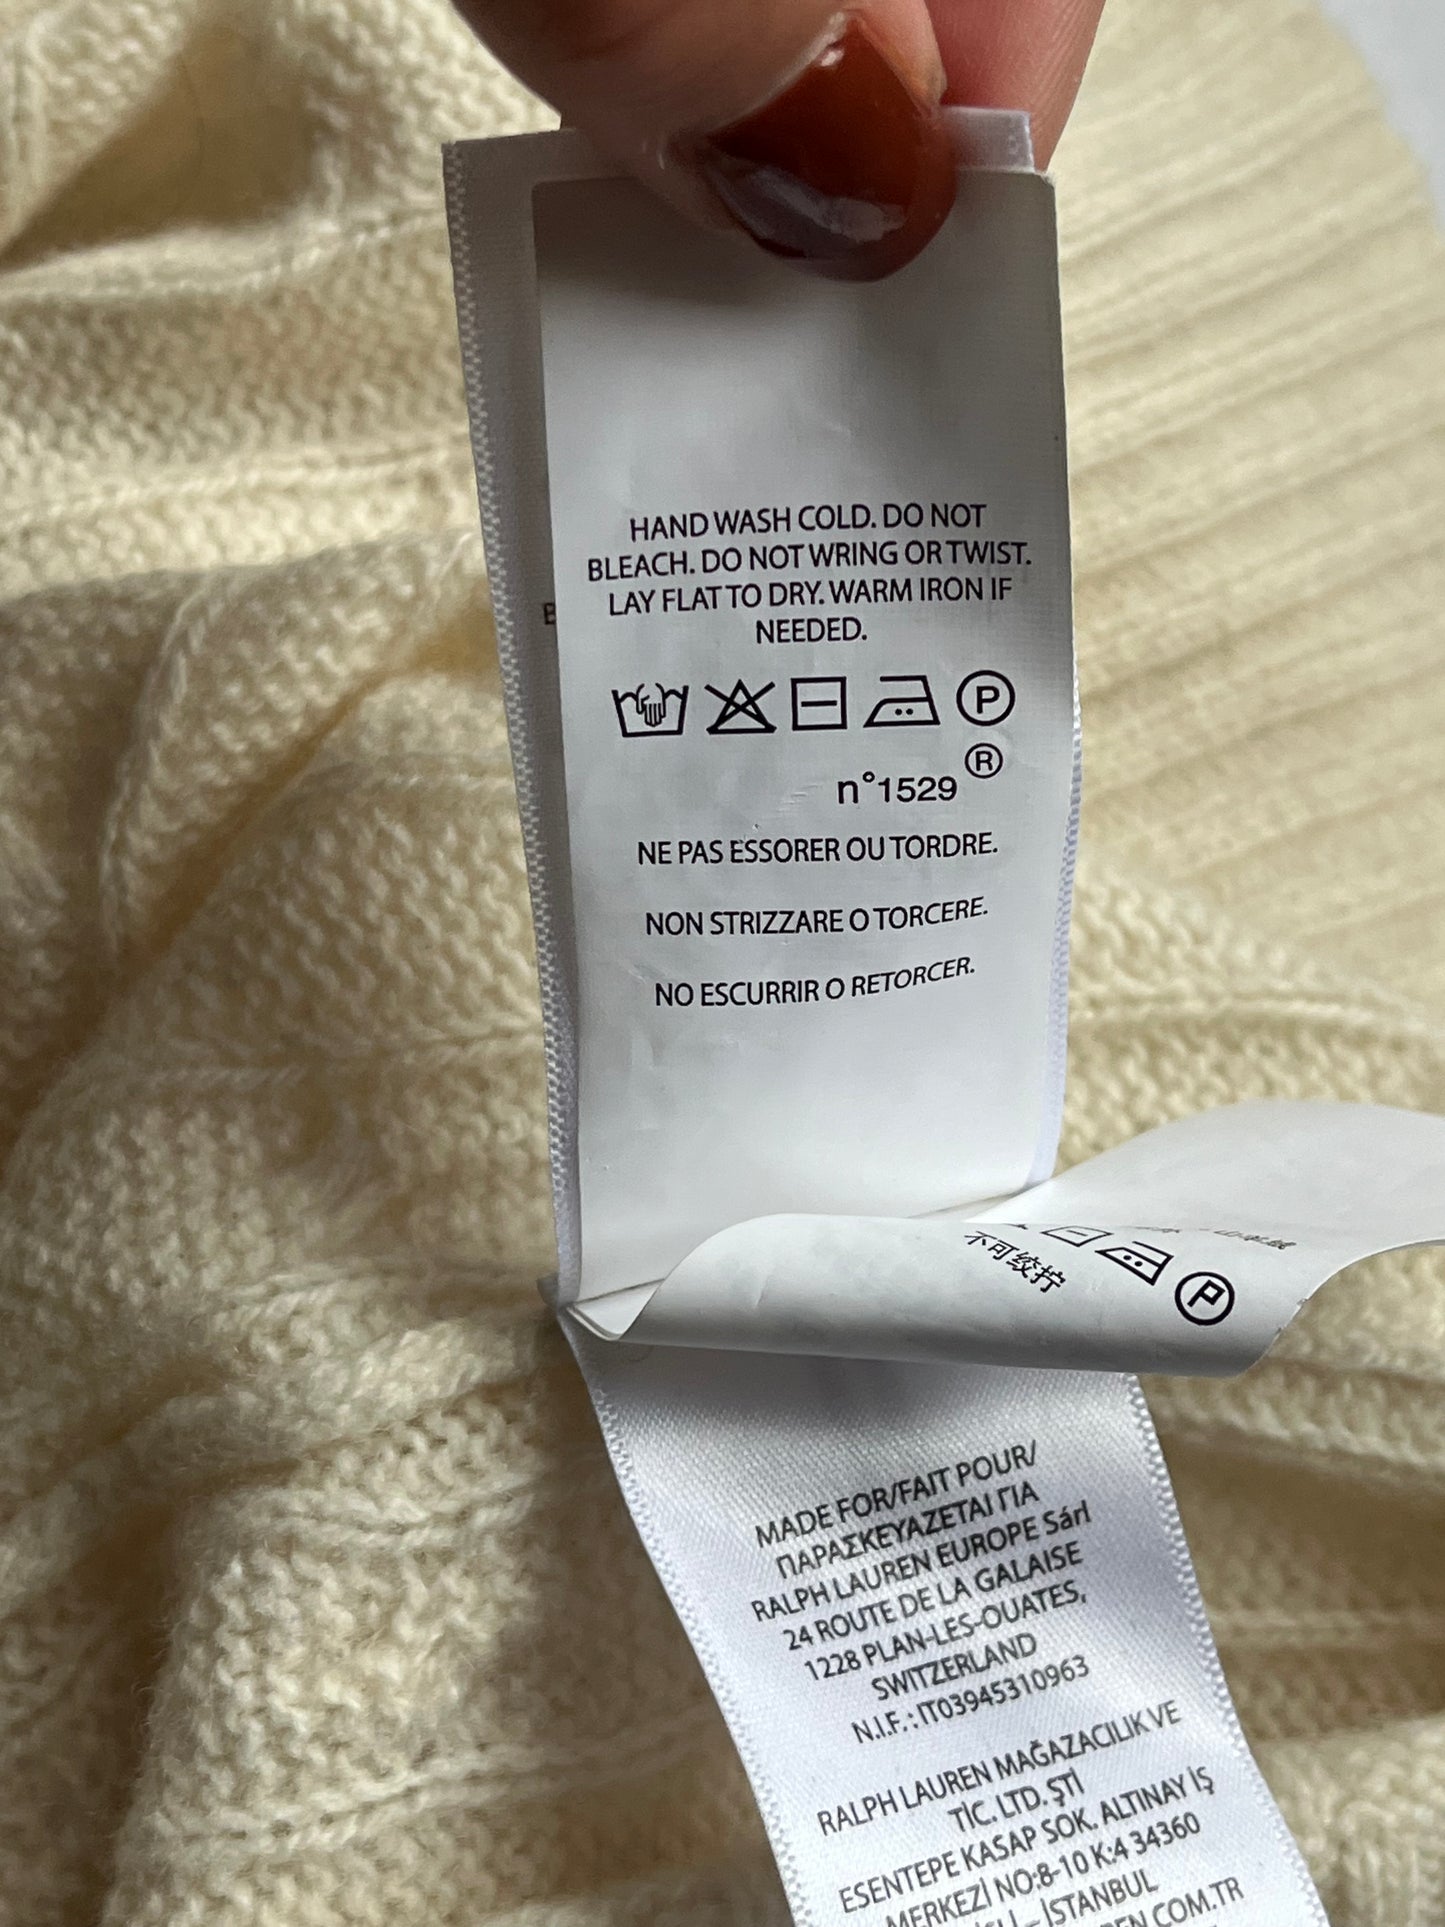 HAND WASH COLD. DO NOT
BLEACH. DO NOT WRING OR TWIST.
LAY FLAT TO DRY. WARM IRON IF
NEEDED.
P
n°1529 ®
NE PAS ESSORER OU TORDRE.
NON STRIZZARE O TORCERE.
NO ESCURRIR O RETORCER.
P
不可绞拧
MADE FOR/FAIT POUR/
ΠΑΡΑΣΚΕΥΑΖΕΤΑΙ ΓΙΑ
RALPH LAUREN EUROPE Sárl
24 ROUTE DE LA GALAISE
1228 PLAN-LES-OUATES,
SWITZERLAND
N.I.F.: IT03945310963
RALPH LAUREN MAĞAZACILIK VE
TİC. LTD. ŞTİ
ESENTEPE KASAP SOK. ALTINAY İŞ
MERKEZİ NO:8-10 K:4 34360
– İSTANBUL